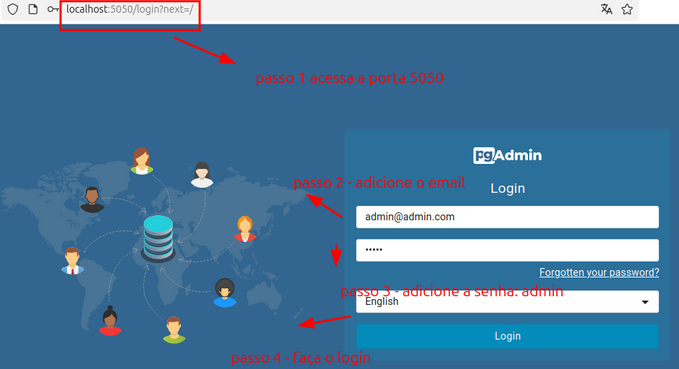 localhost:5050/login?next=/
passo 1 acessa a porta 5050
pgAdmin
passo 2 - adicione o email
Login
admin@admin.com
•••••
Forgotten your password?
passo 3 - adicione a senha: admin
English
Login
passo 4 - faça o login